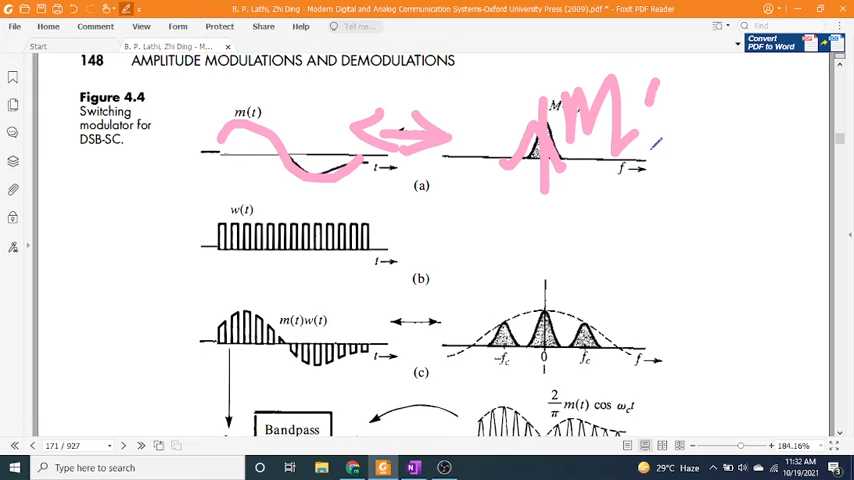 B. P. Lathi, Zhi Ding - Modern Digital and Analog Communication Systems-Oxford University Press (2009).pdf * - Foxit PDF Reader
File Home Comment View Form Protect Share Help Tell me... Find
Start B. P. Lathi, Zhi Ding - M...
Convert
PDF to Word
148 AMPLITUDE MODULATIONS AND DEMODULATIONS
Figure 4.4
Switching
modulator for
DSB-SC.
m(t)
t
f
(a)
w(t)
t
(b)
m(t)w(t)
t
-fc 0 fc f
(c)
2/π m(t) cos ωc t
Bandpass
171 / 927 184.16%
Type here to search 29°C Haze 11:32 AM
10/19/2021